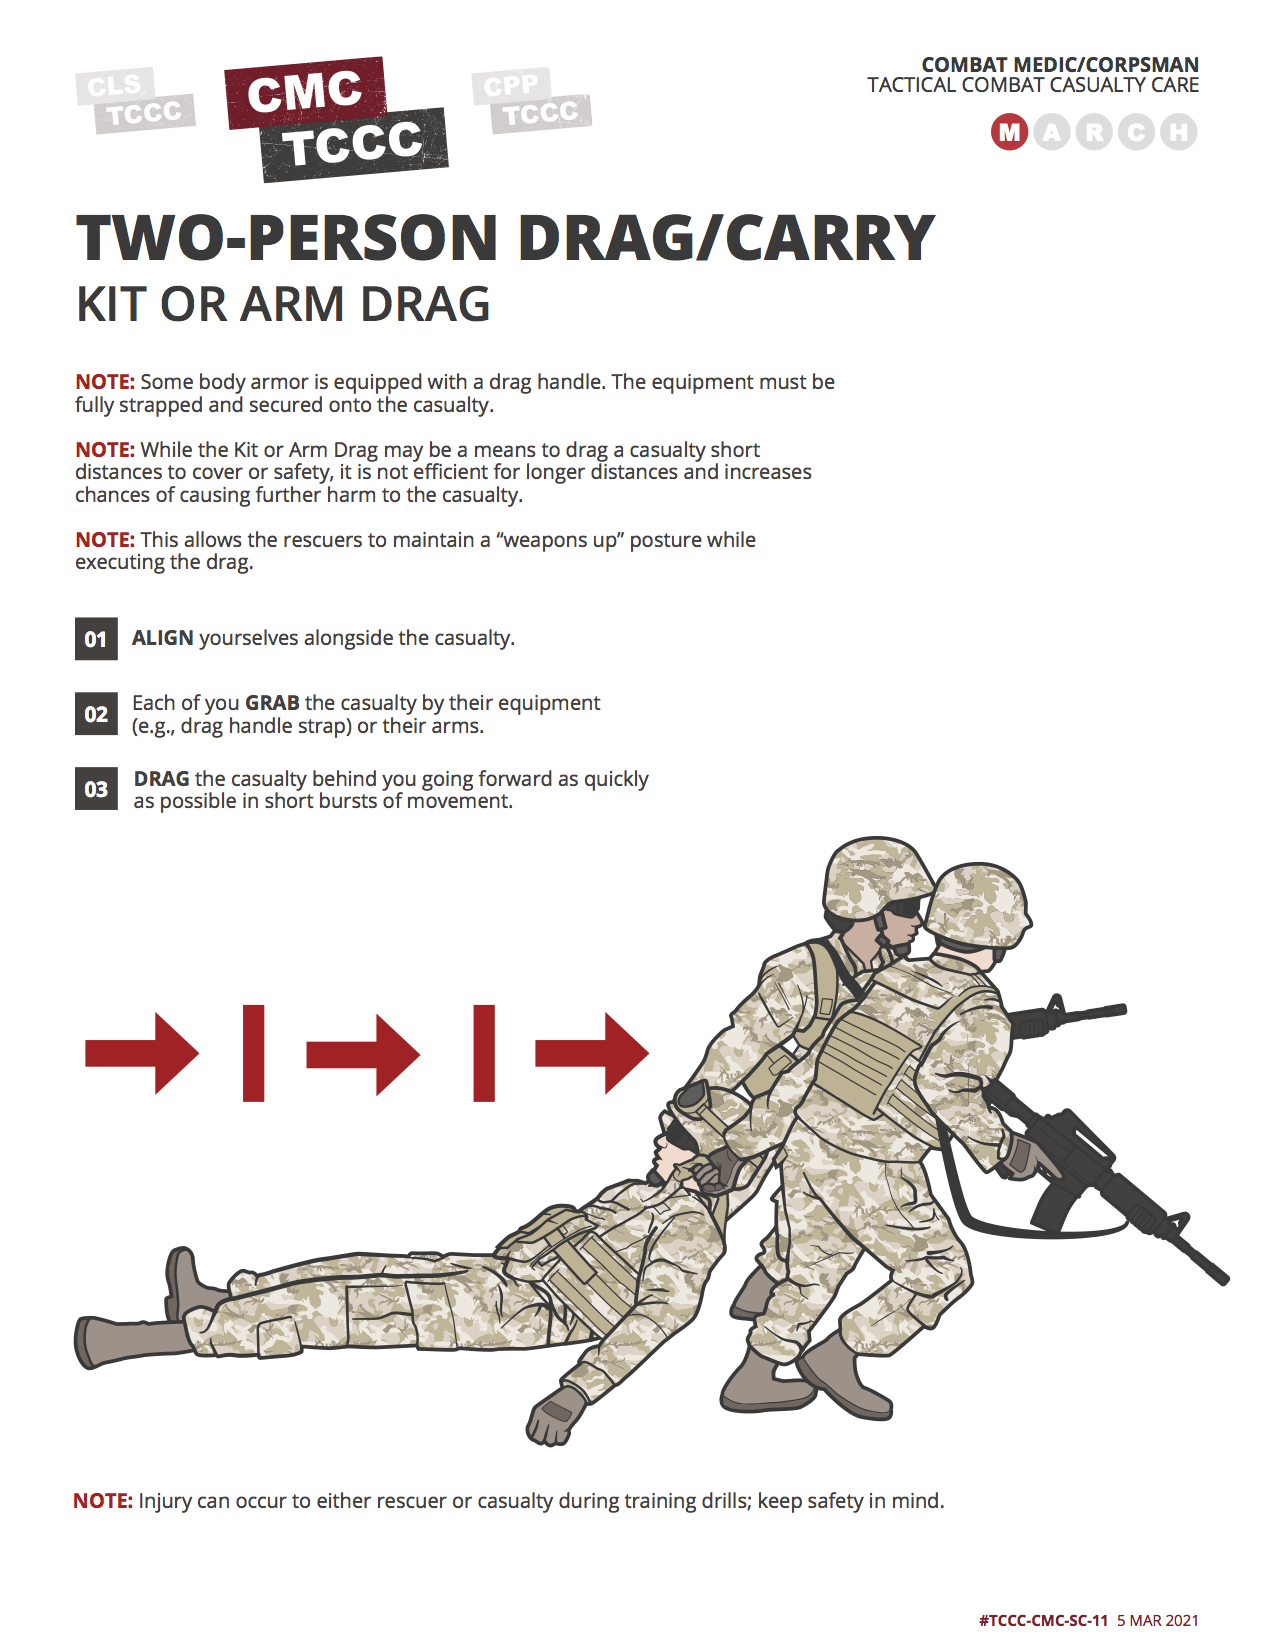 CLS
TCCC
CMC
TCCC
CPP
TCCC
COMBAT MEDIC/CORPSMAN
TACTICAL COMBAT CASUALTY CARE
M A R C H
TWO-PERSON DRAG/CARRY
KIT OR ARM DRAG
NOTE: Some body armor is equipped with a drag handle. The equipment must be
fully strapped and secured onto the casualty.
NOTE: While the Kit or Arm Drag may be a means to drag a casualty short
distances to cover or safety, it is not efficient for longer distances and increases
chances of causing further harm to the casualty.
NOTE: This allows the rescuers to maintain a “weapons up” posture while
executing the drag.
01 ALIGN yourselves alongside the casualty.
02 Each of you GRAB the casualty by their equipment
(e.g., drag handle strap) or their arms.
03 DRAG the casualty behind you going forward as quickly
as possible in short bursts of movement.
NOTE: Injury can occur to either rescuer or casualty during training drills; keep safety in mind.
#TCCC-CMC-SC-11 5 MAR 2021